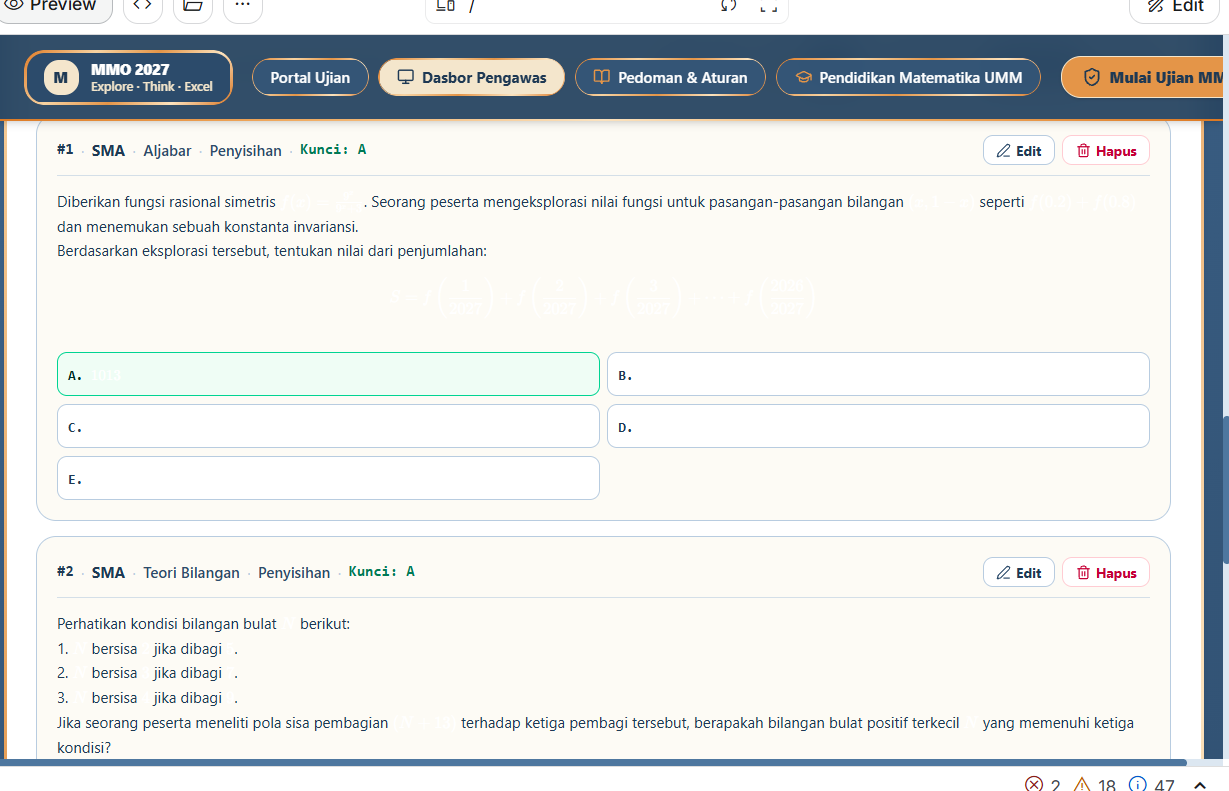 Preview
/
Edit
M
MMO 2027
Explore · Think · Excel
Portal Ujian
Dasbor Pengawas
Pedoman & Aturan
Pendidikan Matematika UMM
Mulai Ujian MM
#1 · SMA · Aljabar · Penyisihan · Kunci: A
Edit
Hapus
Diberikan fungsi rasional simetris . Seorang peserta mengeksplorasi nilai fungsi untuk pasangan-pasangan bilangan seperti
dan menemukan sebuah konstanta invariansi.
Berdasarkan eksplorasi tersebut, tentukan nilai dari penjumlahan:
A. 1013
B.
C.
D.
E.
#2 · SMA · Teori Bilangan · Penyisihan · Kunci: A
Edit
Hapus
Perhatikan kondisi bilangan bulat berikut:
1. bersisa jika dibagi .
2. bersisa jika dibagi .
3. bersisa jika dibagi .
Jika seorang peserta meneliti pola sisa pembagian terhadap ketiga pembagi tersebut, berapakah bilangan bulat positif terkecil yang memenuhi ketiga
kondisi?
2 18 47